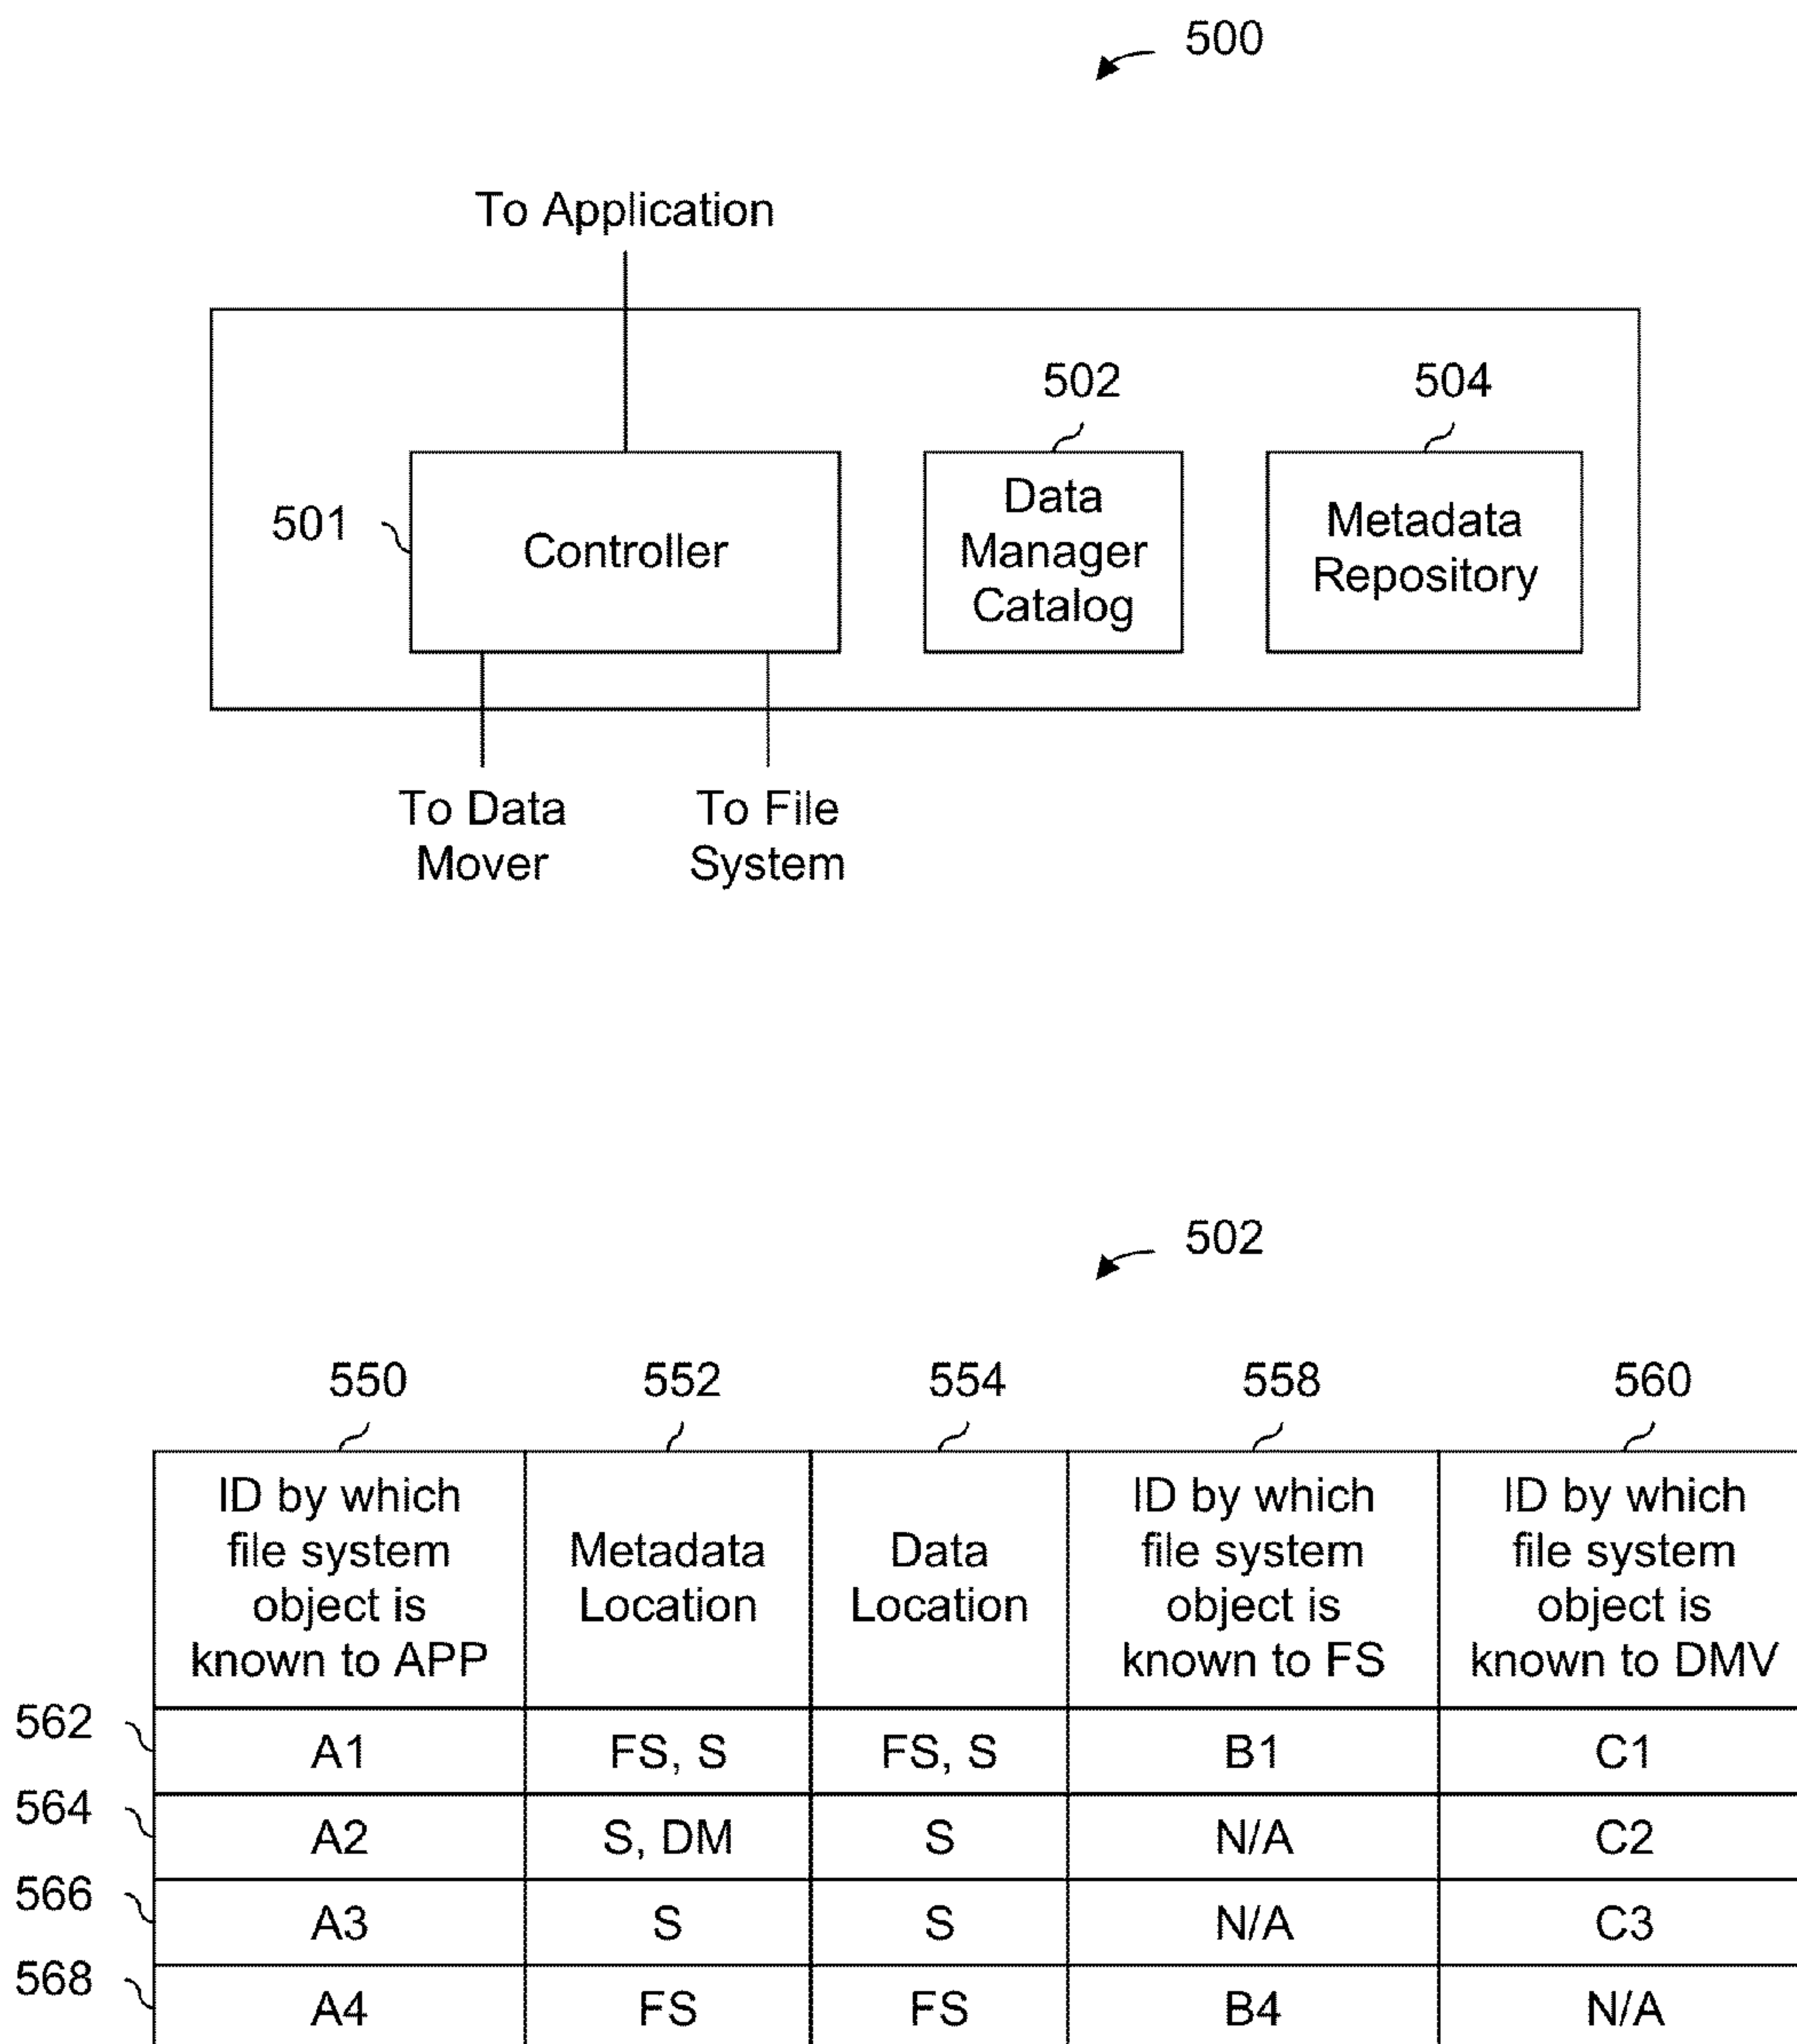 500
To Application
502
504
501
Controller
Data
Manager
Catalog
Metadata
Repository
To Data
Mover
To File
System
502
550
552
554
558
560
ID by which
file system
object is
known to APP
Metadata
Location
Data
Location
ID by which
file system
object is
known to FS
ID by which
file system
object is
known to DMV
562
A1
FS, S
FS, S
B1
C1
564
A2
S, DM
S
N/A
C2
566
A3
S
S
N/A
C3
568
A4
FS
FS
B4
N/A